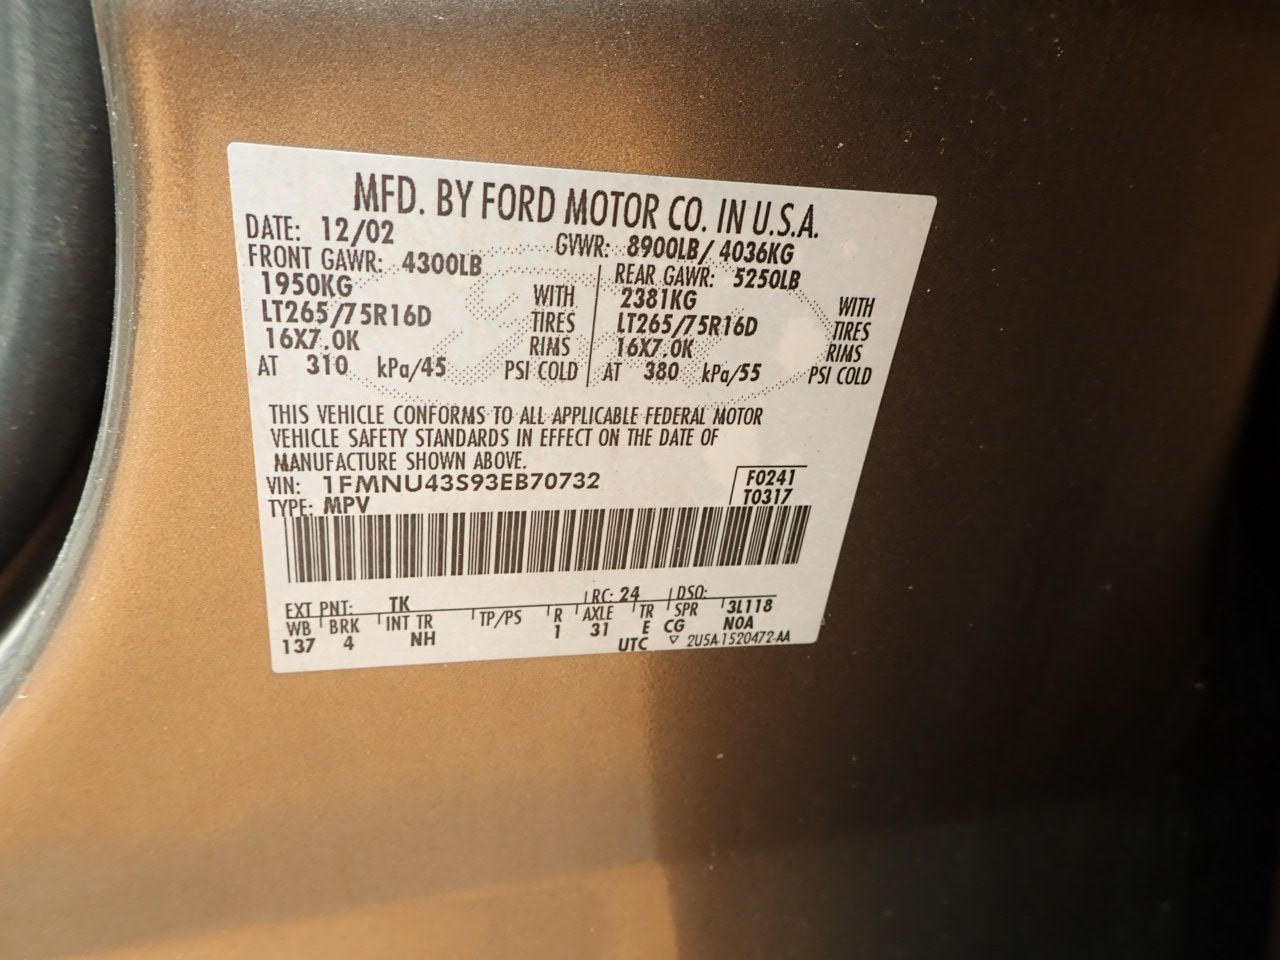 MFD. BY FORD MOTOR CO. IN U.S.A.
DATE: 12/02 GVWR: 8900LB/ 4036KG
FRONT GAWR: 4300LB REAR GAWR: 5250LB
1950KG WITH 2381KG WITH
LT265/75R16D TIRES LT265/75R16D TIRES
16X7.0K RIMS 16X7.0K RIMS
AT 310 kPa/45 PSI COLD AT 380 kPa/55 PSI COLD
THIS VEHICLE CONFORMS TO ALL APPLICABLE FEDERAL MOTOR
VEHICLE SAFETY STANDARDS IN EFFECT ON THE DATE OF
MANUFACTURE SHOWN ABOVE.
VIN: 1FMNU43S93EB70732 F0241
TYPE: MPV T0317
EXT PNT: TK RC: 24 DSO:
WB BRK INT TR TP/PS R AXLE TR SPR 3L118
137 4 NH 1 31 E CG N0A
UTC ▽ 2U5A-1520472-AA